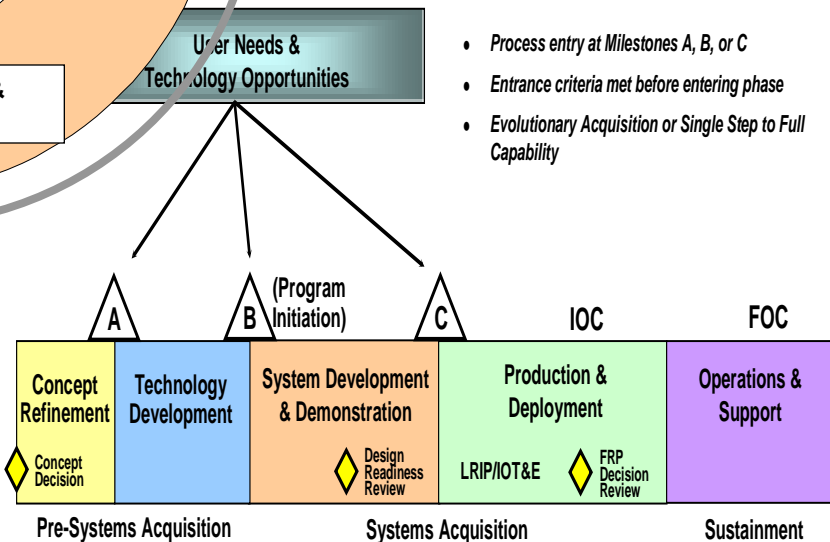 &
User Needs &
Technology Opportunities
• Process entry at Milestones A, B, or C
• Entrance criteria met before entering phase
• Evolutionary Acquisition or Single Step to Full
Capability
A
B
(Program
Initiation)
C
IOC
FOC
Concept
Refinement
Technology
Development
System Development
& Demonstration
Production &
Deployment
Operations &
Support
Concept
Decision
Design
Readiness
Review
LRIP/IOT&E
FRP
Decision
Review
Pre-Systems Acquisition
Systems Acquisition
Sustainment